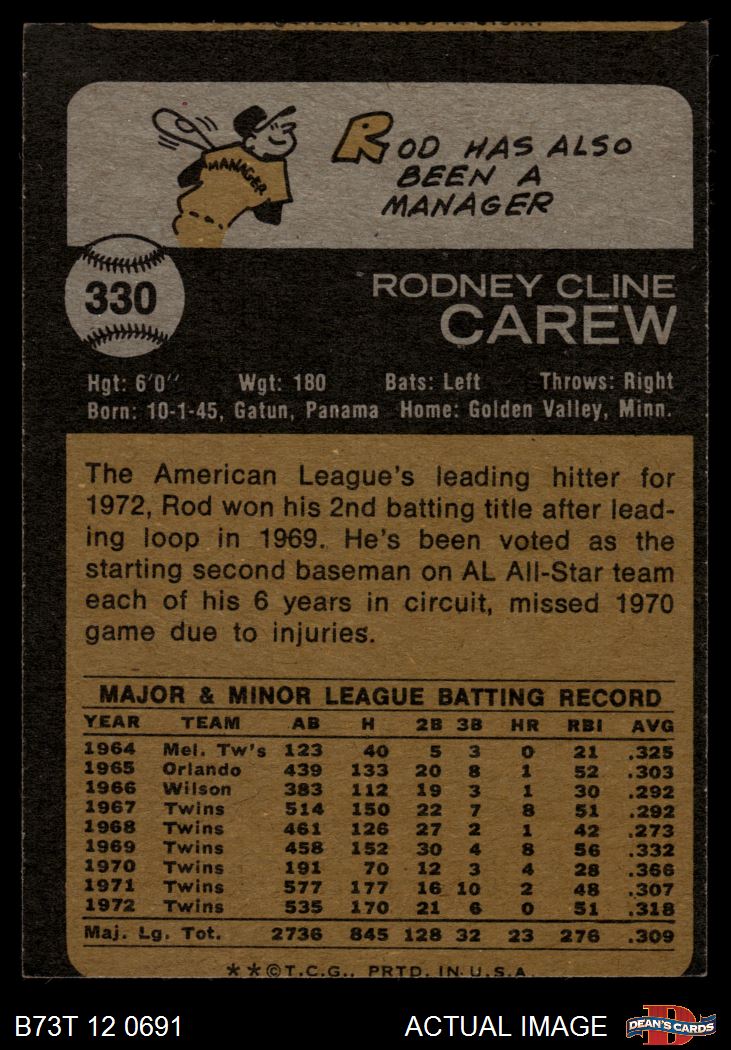 MANAGER
ROD HAS ALSO
BEEN A
MANAGER
330
RODNEY CLINE
CAREW
Hgt: 6'0" Wgt: 180 Bats: Left Throws: Right
Born: 10-1-45, Gatun, Panama Home: Golden Valley, Minn.
The American League's leading hitter for
1972, Rod won his 2nd batting title after lead-
ing loop in 1969. He's been voted as the
starting second baseman on AL All-Star team
each of his 6 years in circuit, missed 1970
game due to injuries.
MAJOR & MINOR LEAGUE BATTING RECORD
YEAR TEAM AB H 2B 3B HR RBI AVG
1964 Mel. Tw's 123 40 5 3 0 21 .325
1965 Orlando 439 133 20 8 1 52 .303
1966 Wilson 383 112 19 3 1 30 .292
1967 Twins 514 150 22 7 8 51 .292
1968 Twins 461 126 27 2 1 42 .273
1969 Twins 458 152 30 4 8 56 .332
1970 Twins 191 70 12 3 4 28 .366
1971 Twins 577 177 16 10 2 48 .307
1972 Twins 535 170 21 6 0 51 .318
Maj. Lg. Tot. 2736 845 128 32 23 276 .309
**©T.C.G., PRTD. IN U.S.A.
B73T 12 0691 ACTUAL IMAGE DEAN'S CARDS